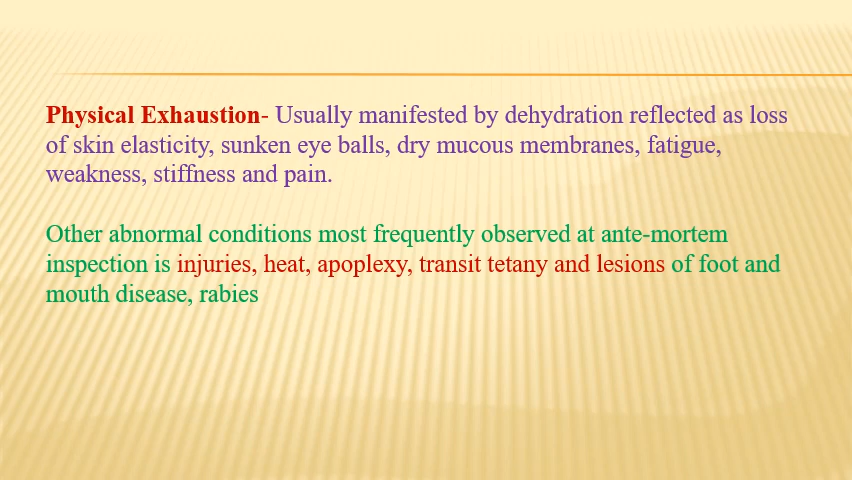 Physical Exhaustion- Usually manifested by dehydration reflected as loss
of skin elasticity, sunken eye balls, dry mucous membranes, fatigue,
weakness, stiffness and pain.
Other abnormal conditions most frequently observed at ante-mortem
inspection is injuries, heat, apoplexy, transit tetany and lesions of foot and
mouth disease, rabies